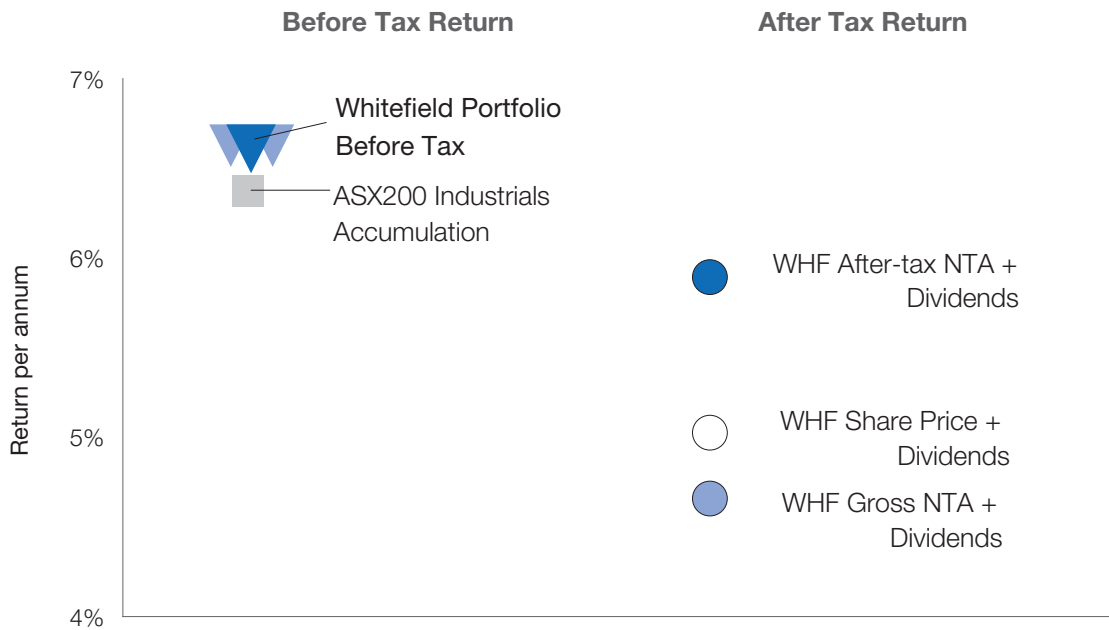 Before Tax Return
After Tax Return
7%
Whitefield Portfolio
Before Tax
ASX200 Industrials
Accumulation
6%
WHF After-tax NTA +
Dividends
Return per annum
5%
WHF Share Price +
Dividends
WHF Gross NTA +
Dividends
4%